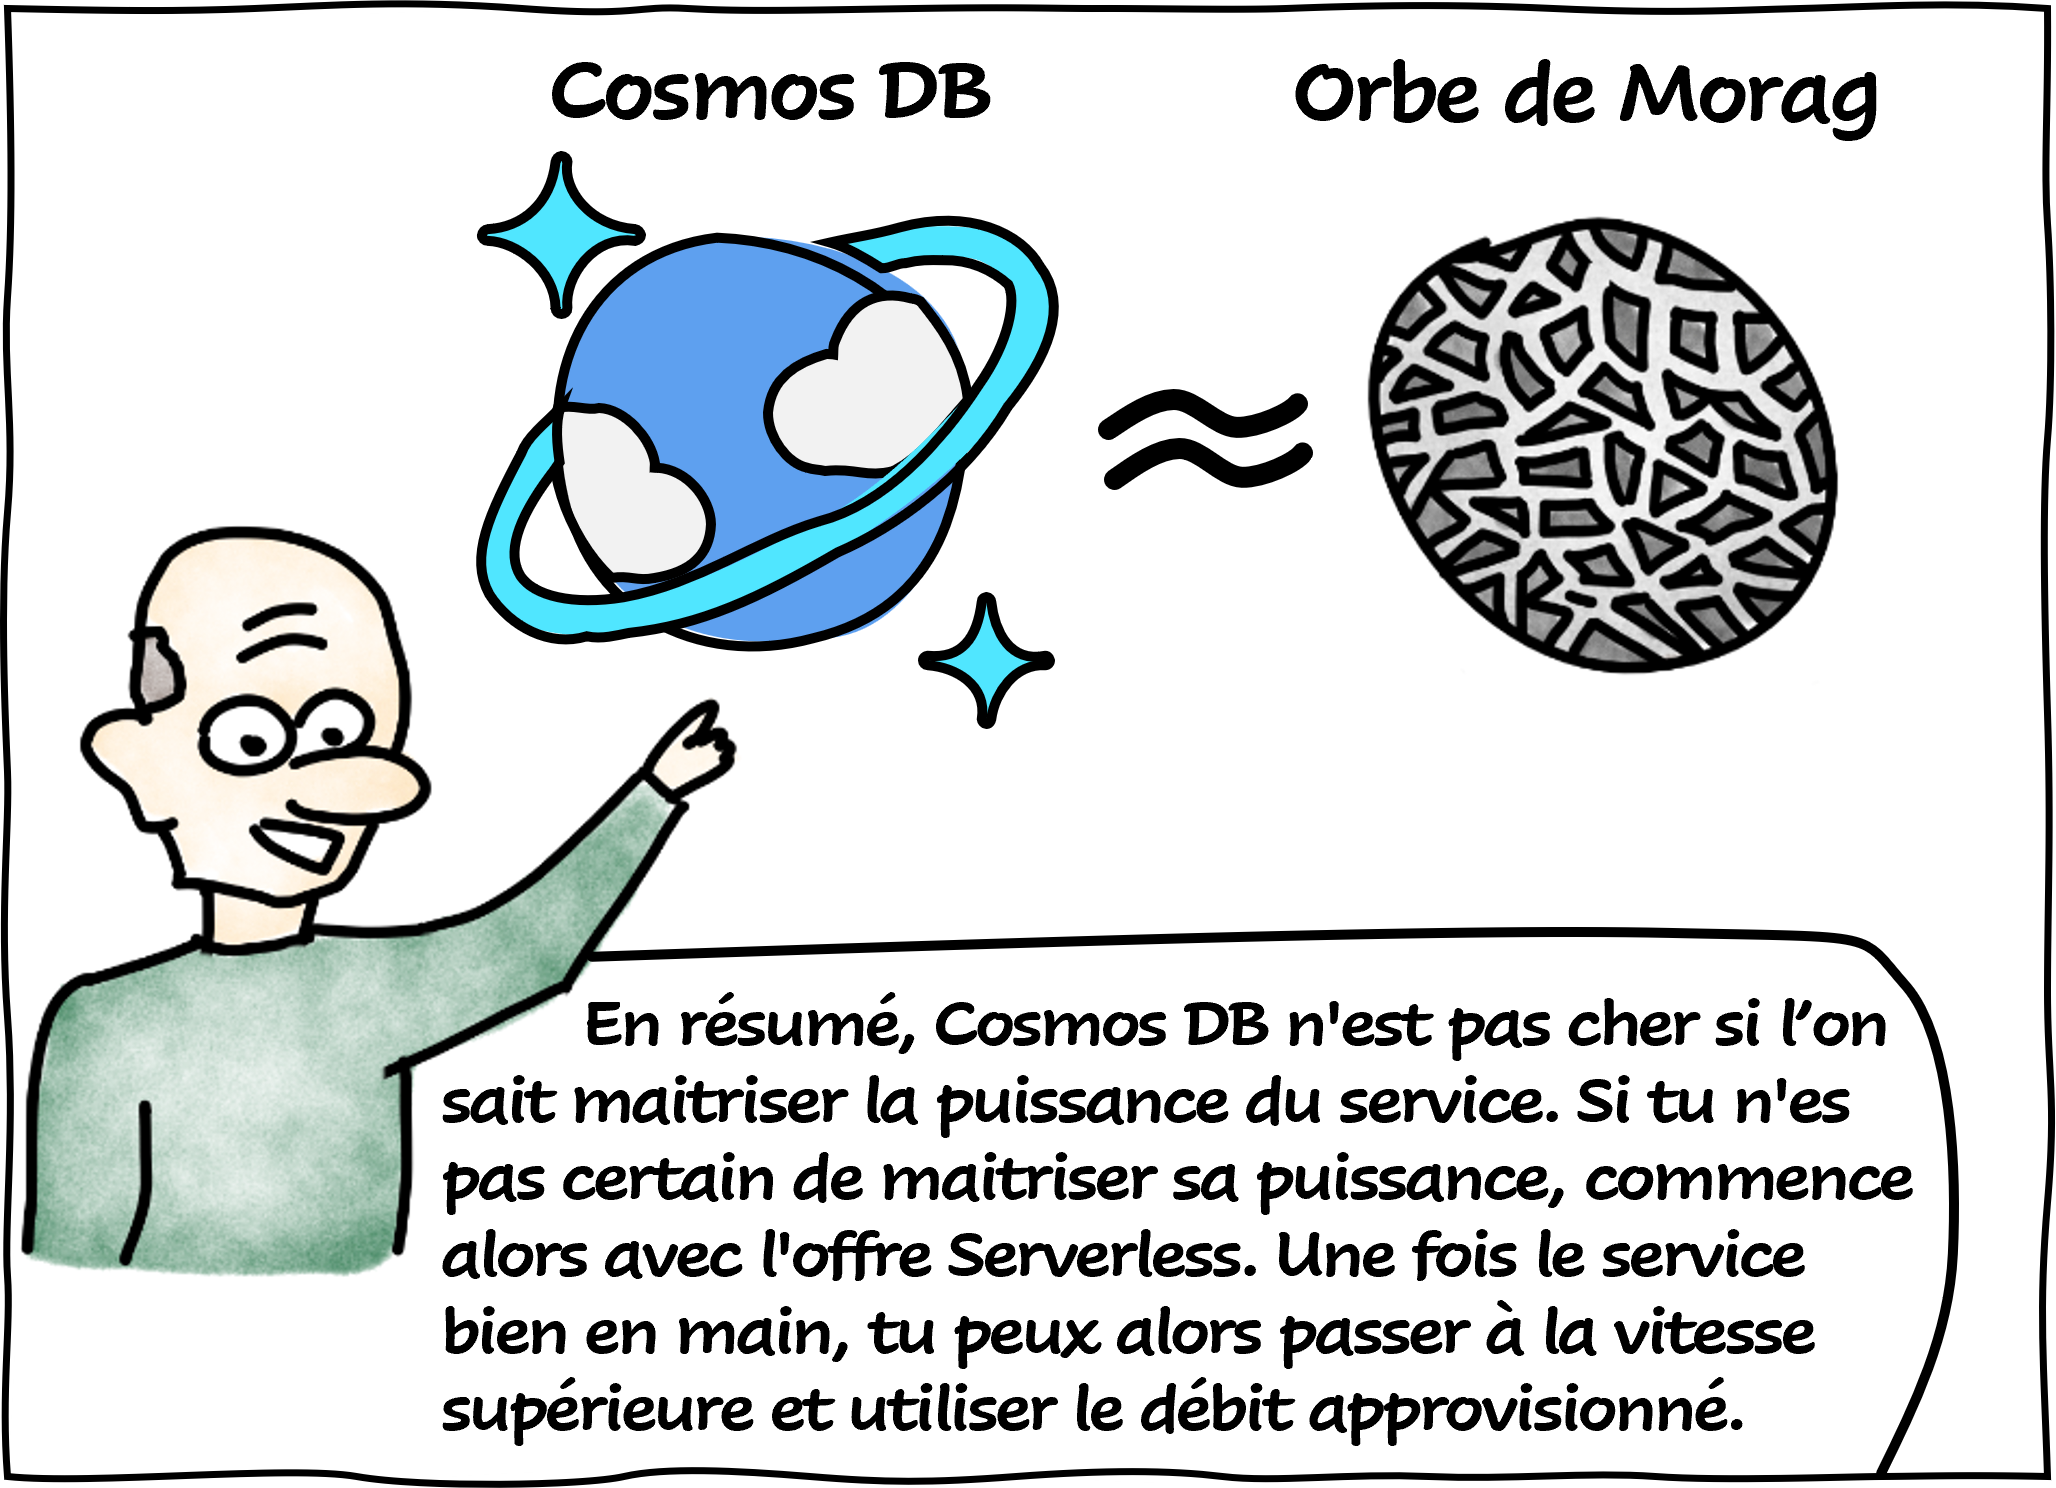 Cosmos DB
Orbe de Morag
En résumé, Cosmos DB n'est pas cher si l’on
sait maitriser la puissance du service. Si tu n'es
pas certain de maitriser sa puissance, commence
alors avec l'offre Serverless. Une fois le service
bien en main, tu peux alors passer à la vitesse
supérieure et utiliser le débit approvisionné.